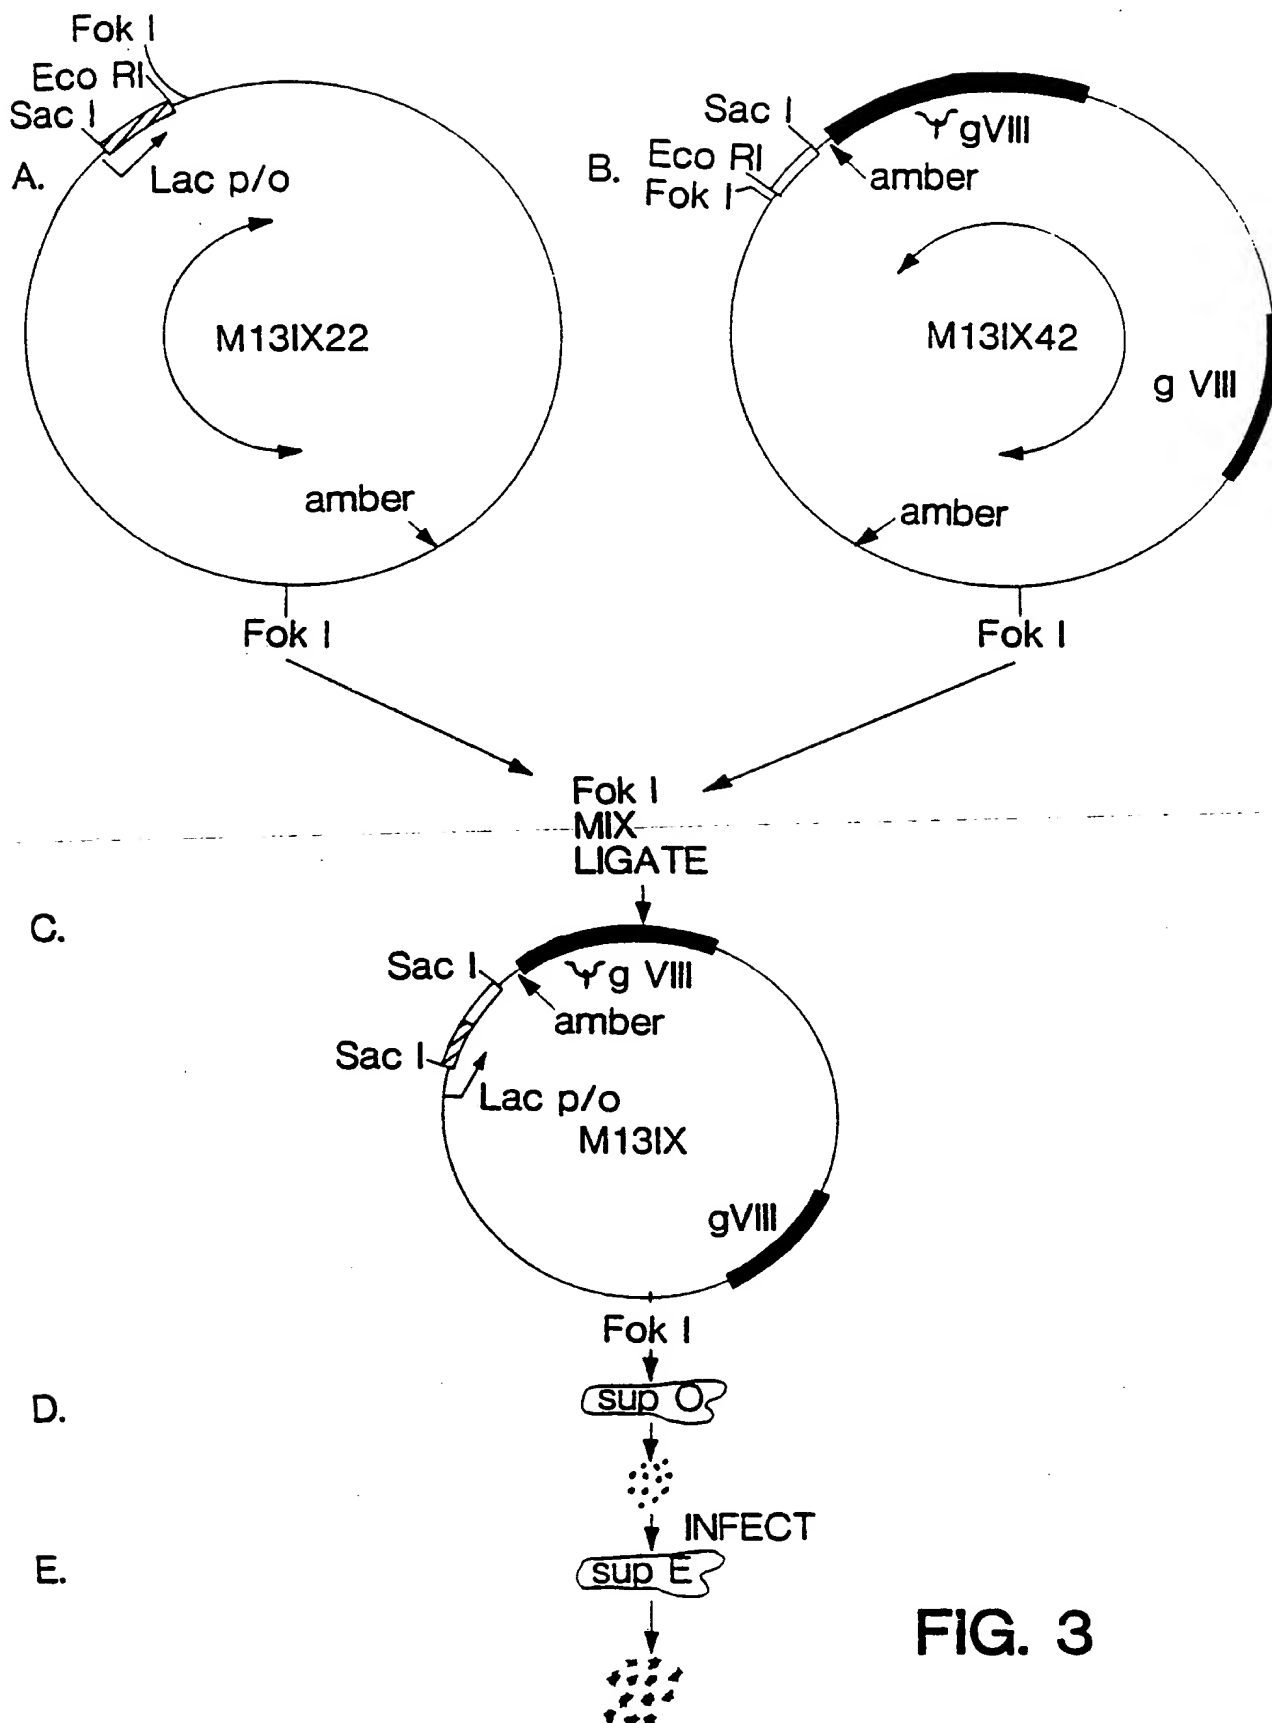 Fok I
Eco RI
Sac I
A.
Lac p/o
M13IX22
amber
Fok I
Sac I
gVIII
B.
Eco RI
Fok I
amber
M13IX42
g VIII
amber
Fok I
Fok I
MIX
LIGATE
C.
Sac I
g VIII
amber
Sac I
Lac p/o
M13IX
gVIII
Fok I
D.
sup O
INFECT
E.
sup E
FIG. 3